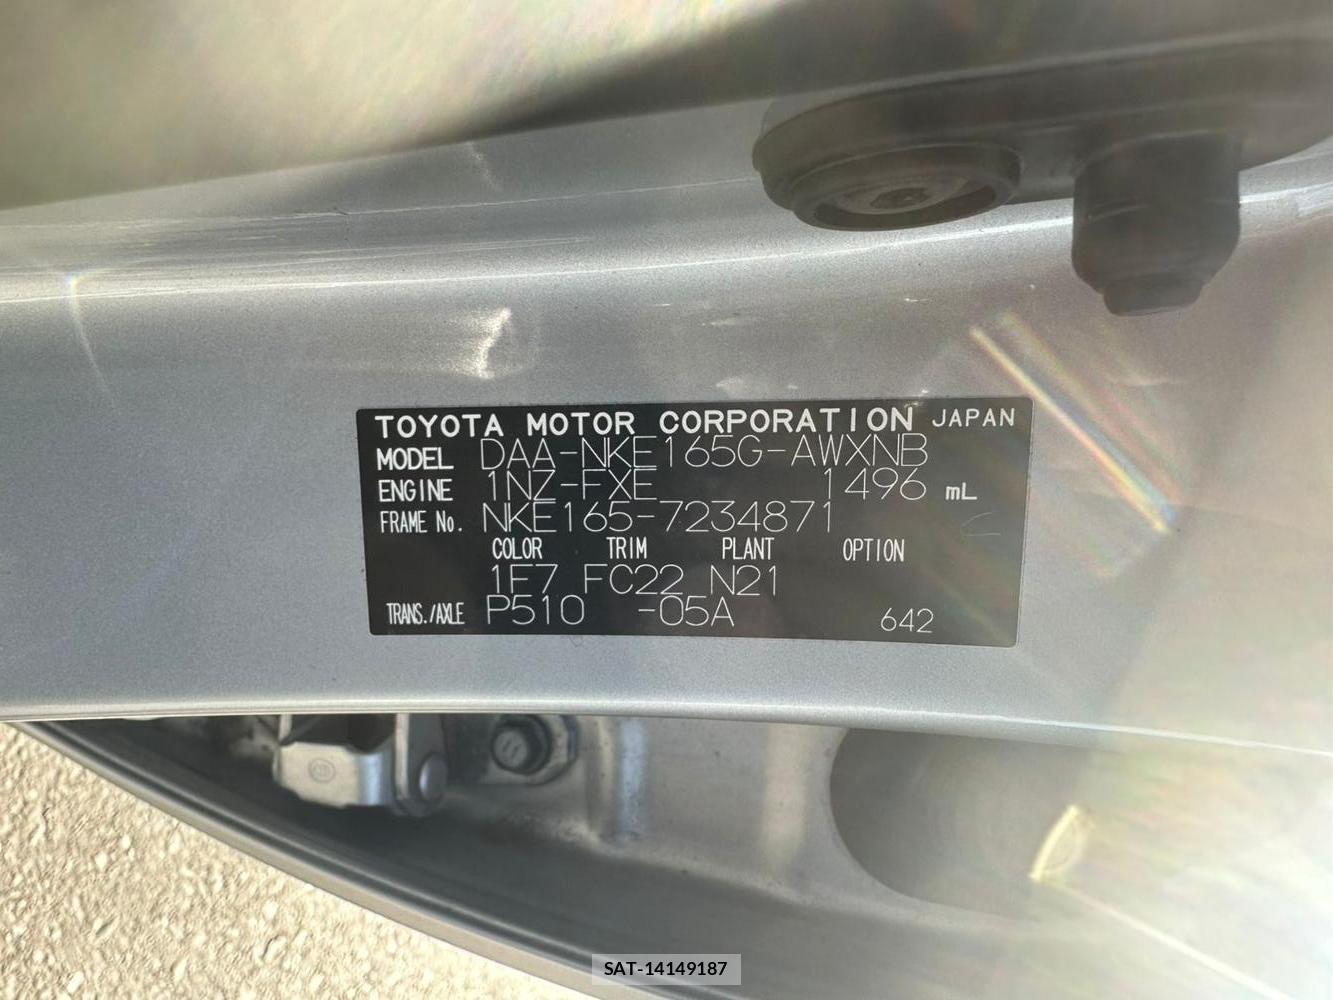 TOYOTA MOTOR CORPORATION JAPAN
MODEL DAA-NKE165G-AWXNB
ENGINE 1NZ-FXE 1496 mL
FRAME No. NKE165-7234871
COLOR TRIM PLANT OPTION
1F7 FC22 N21
TRANS./AXLE P510 -05A 642
SAT-14149187